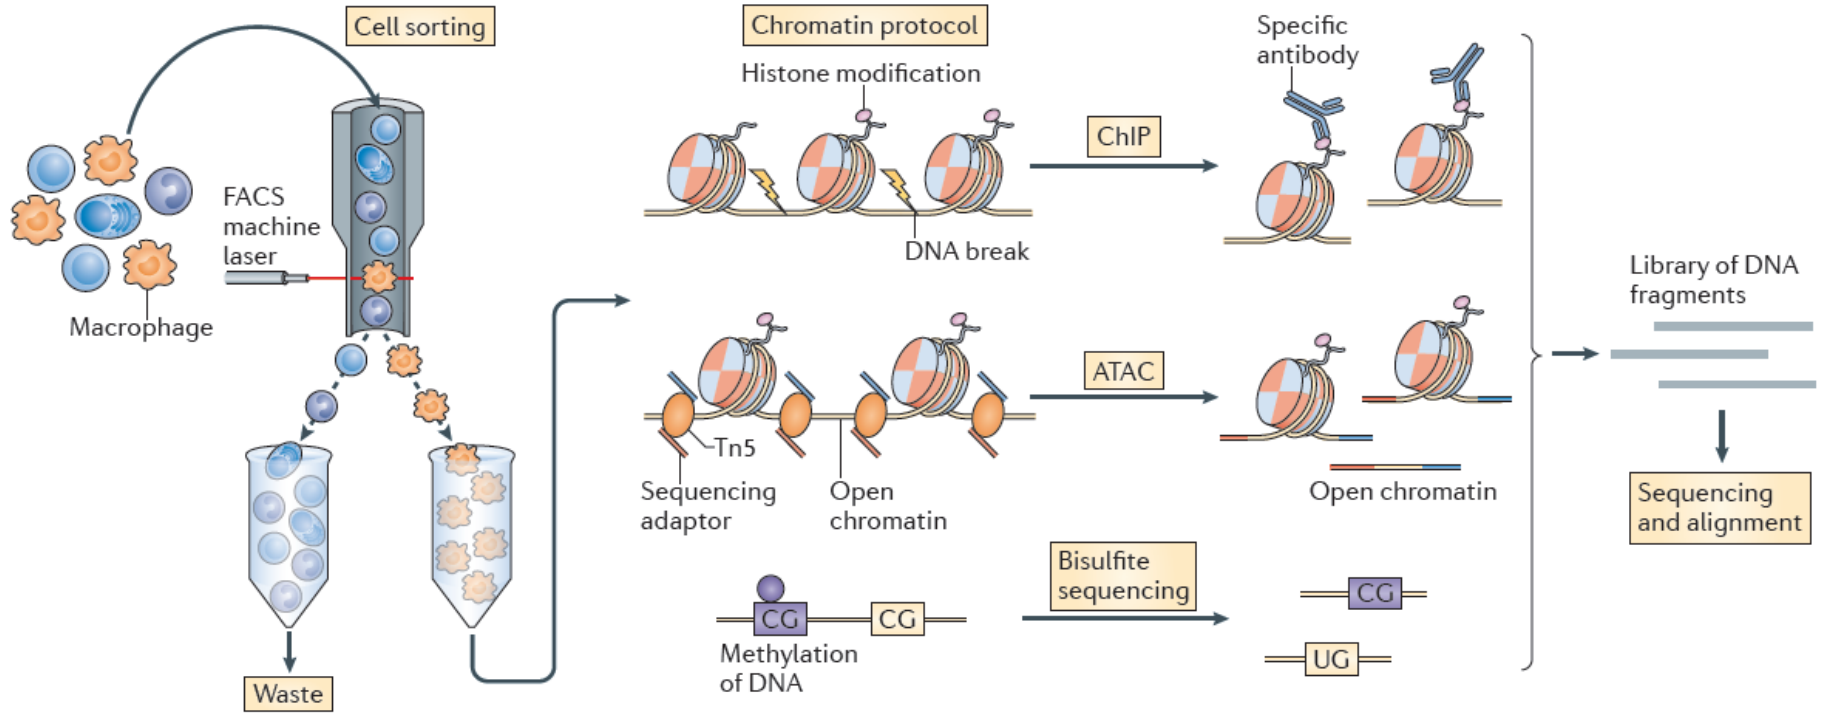 Cell sorting
FACS
machine
laser
Macrophage
Waste
Chromatin protocol
Histone modification
DNA break
ChIP
Specific
antibody
Tn5
Sequencing
adaptor
Open
chromatin
ATAC
Open chromatin
CG
CG
Methylation
of DNA
Bisulfite
sequencing
CG
UG
Library of DNA
fragments
Sequencing
and alignment